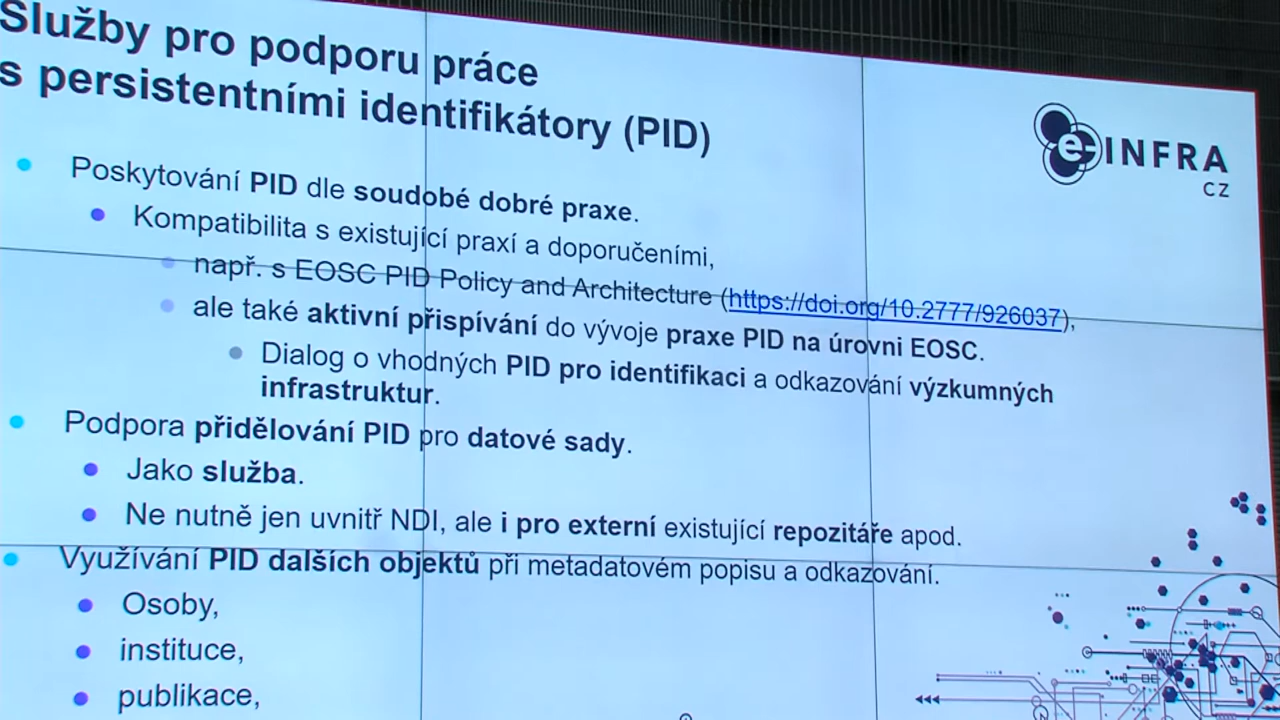 Služby pro podporu práce
s persistentními identifikátory (PID)
e-INFRA
CZ
Poskytování PID dle soudobé dobré praxe.
Kompatibilita s existující praxí a doporučeními,
např. s EOSC PID Policy and Architecture (https://doi.org/10.2777/926037),
ale také aktivní přispívání do vývoje praxe PID na úrovni EOSC.
Dialog o vhodných PID pro identifikaci a odkazování výzkumných
infrastruktur.
Podpora přidělování PID pro datové sady.
Jako služba.
Ne nutně jen uvnitř NDI, ale i pro externí existující repozitáře apod.
Využívání PID dalších objektů při metadatovém popisu a odkazování.
Osoby,
instituce,
publikace,